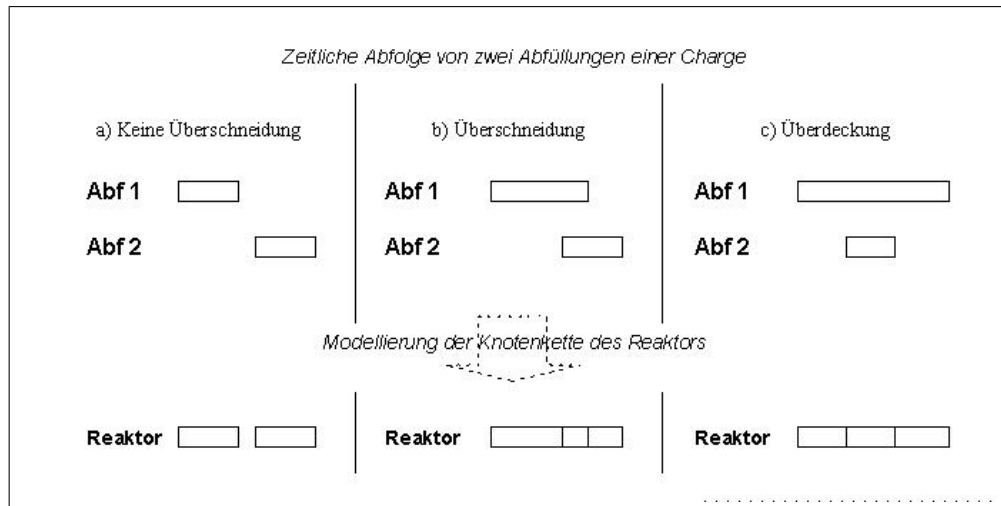 Zeitliche Abfolge von zwei Abfüllungen einer Charge
a) Keine Überschneidung
b) Überschneidung
c) Überdeckung
Abf 1
Abf 1
Abf 1
Abf 2
Abf 2
Abf 2
Modellierung der Knotenkette des Reaktors
Reaktor
Reaktor
Reaktor